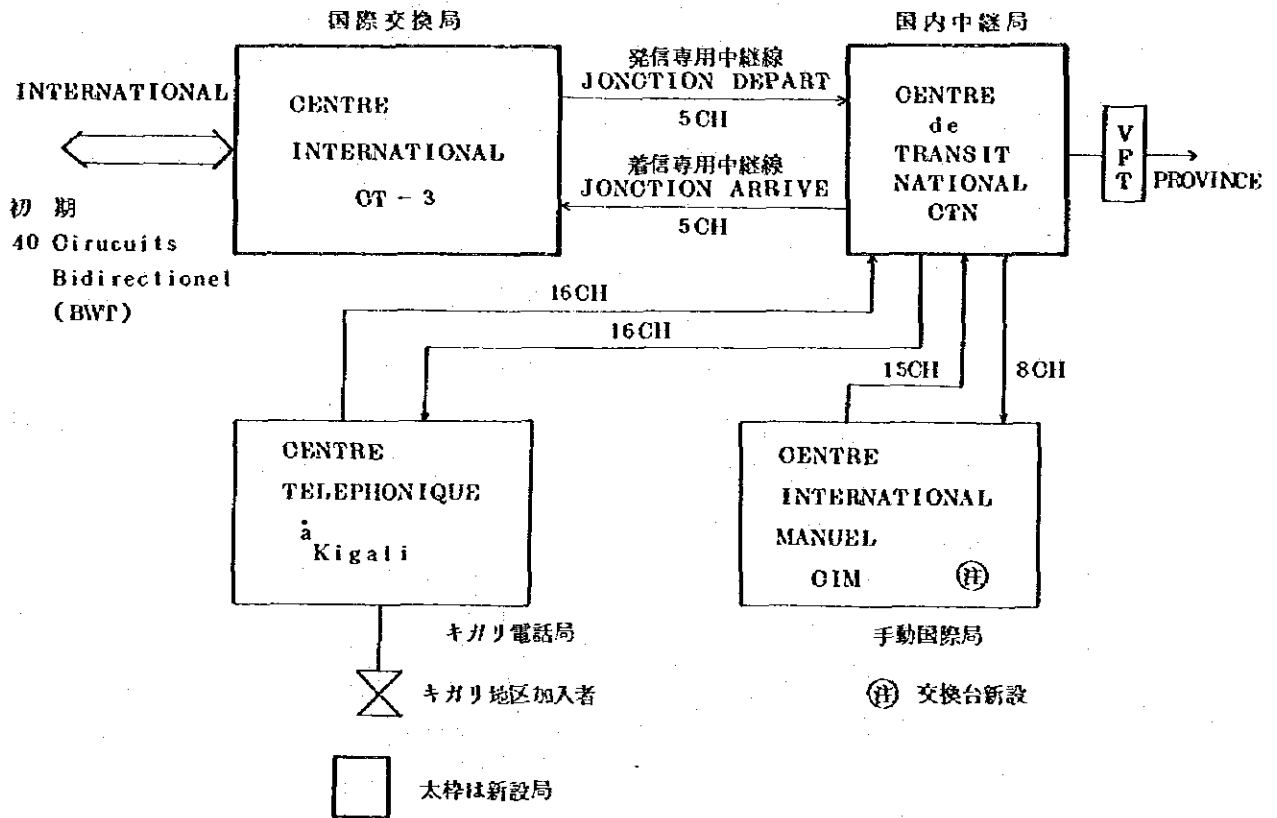 国際交換局
国内中継局
INTERNATIONAL
初 期
40 Cirucuits
Bidirectionel
(BWT)
CENTRE
INTERNATIONAL
CT - 3
発信専用中継線
JONCTION DEPART
5CH
着信専用中継線
JONCTION ARRIVE
5CH
CENTRE
de
TRANSIT
NATIONAL
CTN
VFT
PROVINCE
16CH
16CH
15CH
8CH
CENTRE
TELEPHONIQUE
å
Kigali
キガリ電話局
キガリ地区加入者
CENTRE
INTERNATIONAL
MANUEL
CIM 注
手動国際局
注 交換台新設
太枠は新設局